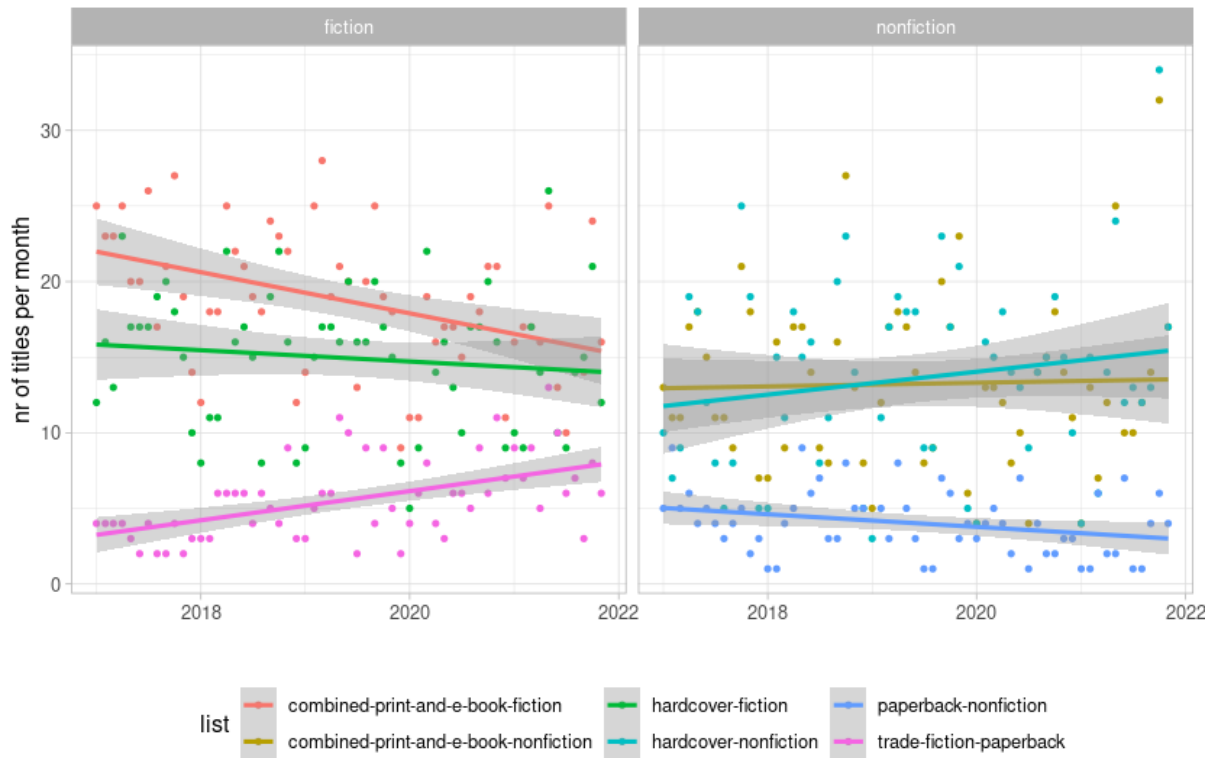 fiction
nonfiction
nr of titles per month
30
20
10
0
2018
2020
2022
2018
2020
2022
list
combined-print-and-e-book-fiction
hardcover-fiction
paperback-nonfiction
combined-print-and-e-book-nonfiction
hardcover-nonfiction
trade-fiction-paperback